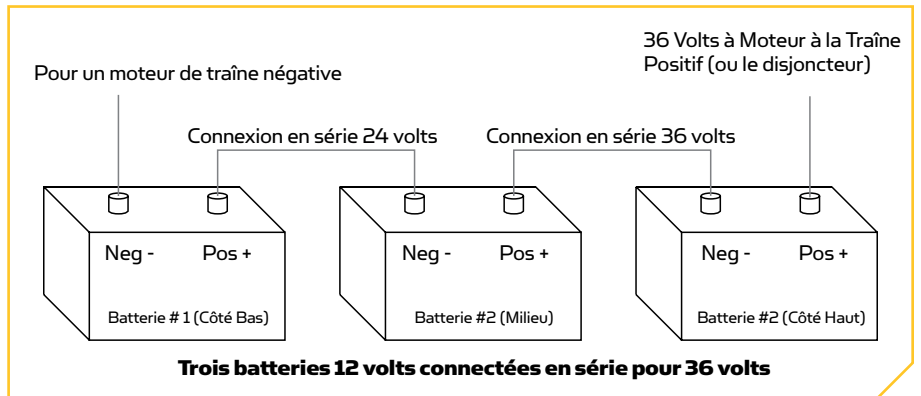 36 Volts à Moteur à la Traîne
Positif (ou le disjoncteur)
Pour un moteur de traîne négative
Connexion en série 24 volts
Connexion en série 36 volts
Neg -
Pos +
Neg -
Pos +
Neg -
Pos +
Batterie # 1 (Côté Bas)
Batterie #2 (Milieu)
Batterie #2 (Côté Haut)
Trois batteries 12 volts connectées en série pour 36 volts